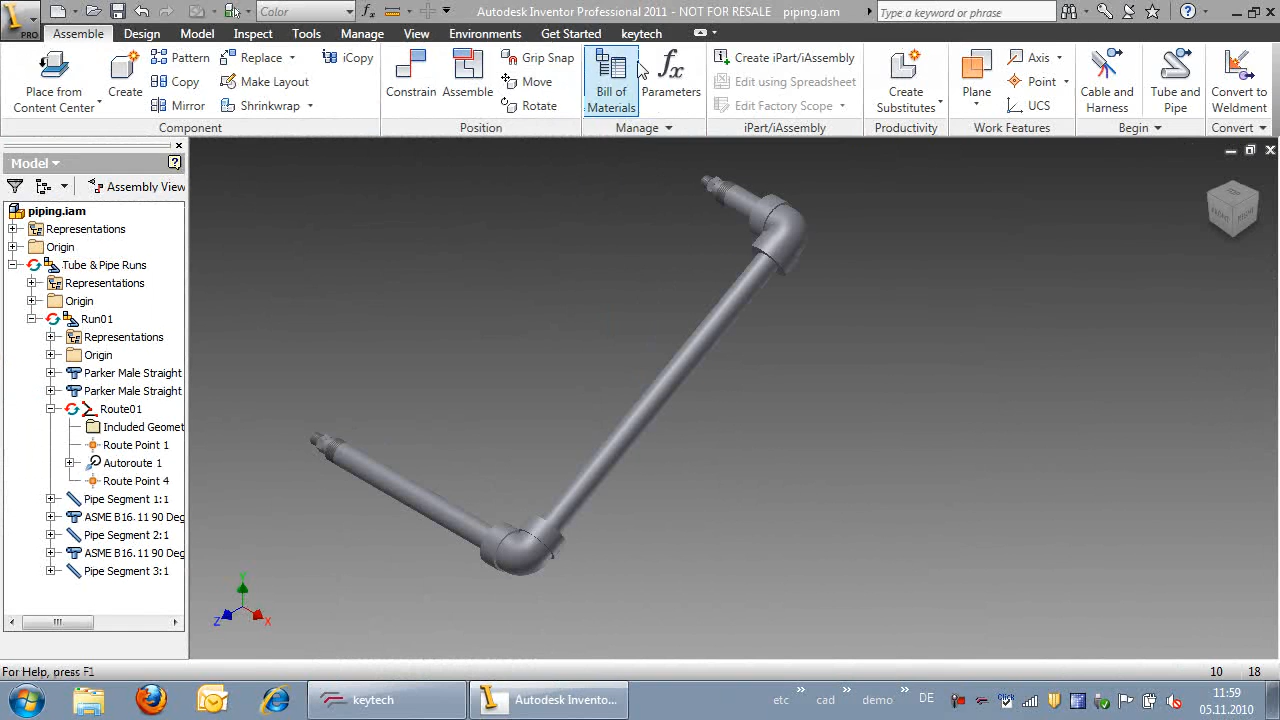 Color
Autodesk Inventor Professional 2011 - NOT FOR RESALE piping.iam
Type a keyword or phrase
PRO
Assemble Design Model Inspect Tools Manage View Environments Get Started keytech
Place from Content Center
Create
Pattern
Copy
Mirror
Replace
Make Layout
Shrinkwrap
iCopy
Component
Constrain
Assemble
Grip Snap
Move
Rotate
Position
Bill of Materials
fx
Parameters
Manage
Create iPart/iAssembly
Edit using Spreadsheet
Edit Factory Scope
iPart/iAssembly
Create Substitutes
Productivity
Plane
Axis
Point
UCS
Work Features
Cable and Harness
Tube and Pipe
Begin
Convert to Weldment
Convert
Model
Assembly View
piping.iam
Representations
Origin
Tube & Pipe Runs
Representations
Origin
Run01
Representations
Origin
Parker Male Straight
Parker Male Straight
Route01
Included Geomet
Route Point 1
Autoroute 1
Route Point 4
Pipe Segment 1:1
ASME B16.11 90 Deg
Pipe Segment 2:1
ASME B16.11 90 Deg
Pipe Segment 3:1
TOP
FRONT
RIGHT
Y
Z
X
For Help, press F1
10 18
keytech
Autodesk Invento...
etc
cad
demo
DE
11:59
05.11.2010